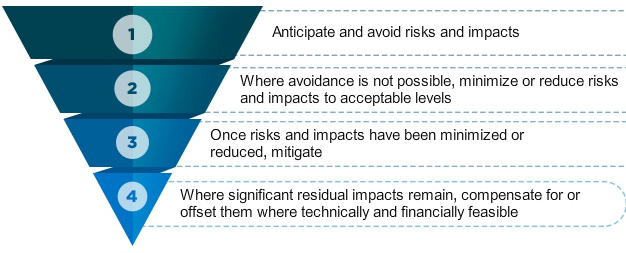 1
Anticipate and avoid risks and impacts
2
Where avoidance is not possible, minimize or reduce risks
and impacts to acceptable levels
3
Once risks and impacts have been minimized or
reduced, mitigate
4
Where significant residual impacts remain, compensate for or
offset them where technically and financially feasible